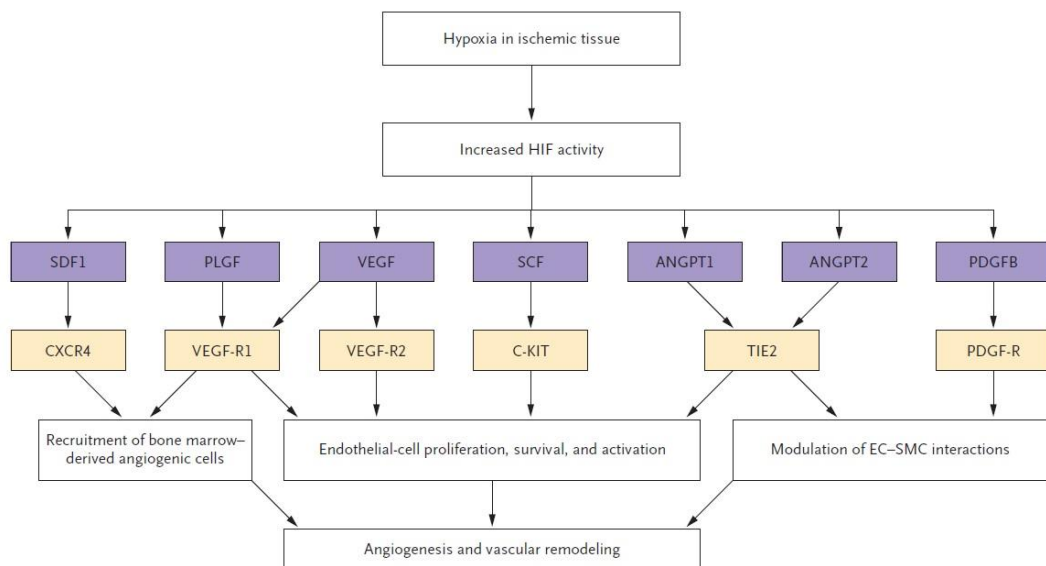 Hypoxia in ischemic tissue
Increased HIF activity
SDF1
PLGF
VEGF
SCF
ANGPT1
ANGPT2
PDGFB
CXCR4
VEGF-R1
VEGF-R2
C-KIT
TIE2
PDGF-R
Recruitment of bone marrow–
derived angiogenic cells
Endothelial-cell proliferation, survival, and activation
Modulation of EC–SMC interactions
Angiogenesis and vascular remodeling